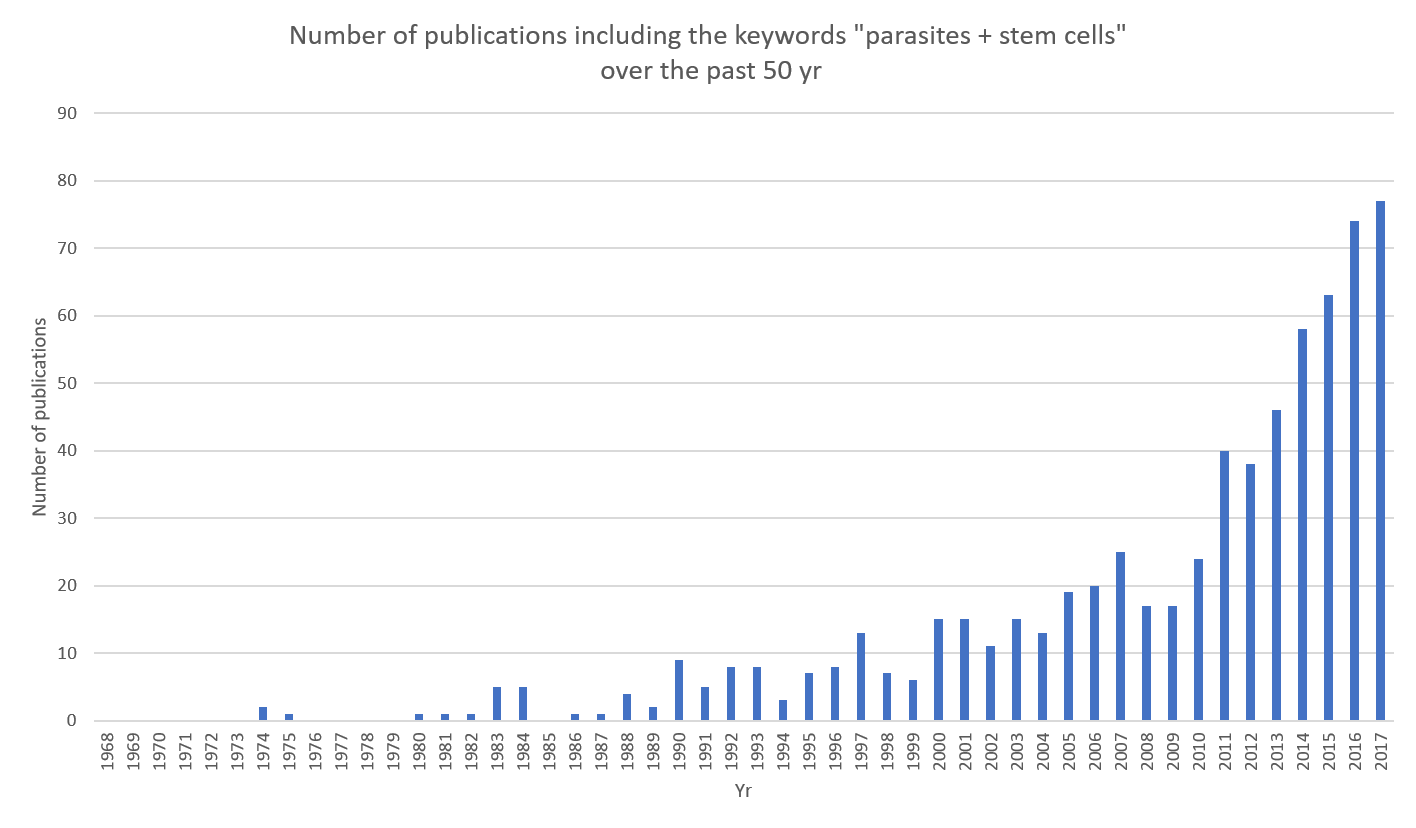 Number of publications including the keywords "parasites + stem cells"
over the past 50 yr
90
80
70
60
50
40
30
20
10
0
Number of publications
1968 1969 1970 1971 1972 1973 1974 1975 1976 1977 1978 1979 1980 1981 1982 1983 1984 1985 1986 1987 1988 1989 1990 1991 1992 1993 1994 1995 1996 1997 1998 1999 2000 2001 2002 2003 2004 2005 2006 2007 2008 2009 2010 2011 2012 2013 2014 2015 2016 2017
Yr